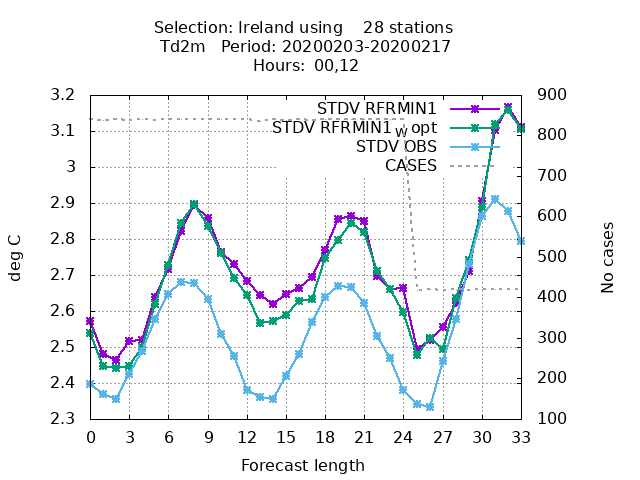 Selection: Ireland using    28 stations
Td2m   Period: 20200203-20200217
Hours:  00,12
STDV RFRMIN1
STDV RFRMIN1_W opt
STDV OBS
CASES
3.2
3.1
3
2.9
2.8
2.7
2.6
2.5
2.4
2.3
900
800
700
600
500
400
300
200
100
deg C
No cases
0 3 6 9 12 15 18 21 24 27 30 33
Forecast length